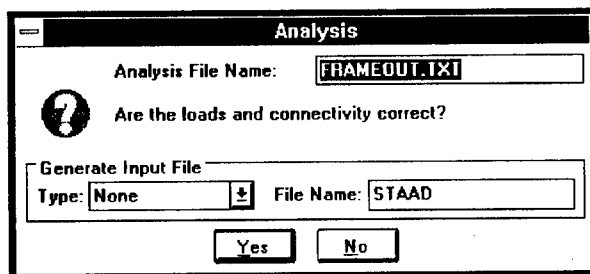 Analysis
Analysis File Name: FRAMEOUT.TXT
Are the loads and connectivity correct?
Generate Input File
Type: None File Name: STAAD
Yes No